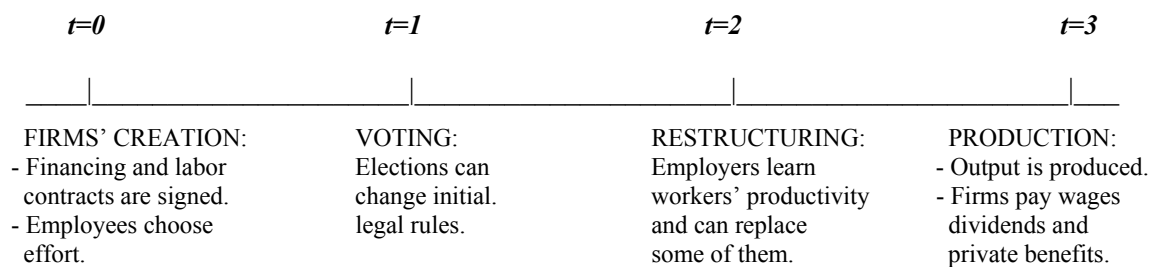 t=0 t=1 t=2 t=3
FIRMS’ CREATION: VOTING: RESTRUCTURING: PRODUCTION:
- Financing and labor Elections can Employers learn - Output is produced.
contracts are signed. change initial. workers’ productivity - Firms pay wages
- Employees choose legal rules. and can replace dividends and
effort. some of them. private benefits.